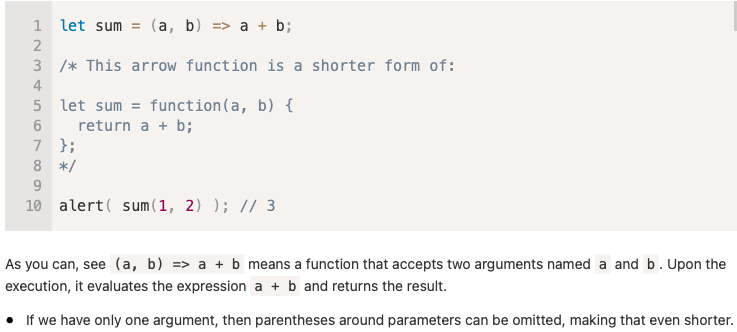 1 let sum = (a, b) => a + b;
2
3 /* This arrow function is a shorter form of:
4
5 let sum = function(a, b) {
6   return a + b;
7 };
8 */
9
10 alert( sum(1, 2) ); // 3
As you can, see (a, b) => a + b means a function that accepts two arguments named a and b. Upon the
execution, it evaluates the expression a + b and returns the result.
• If we have only one argument, then parentheses around parameters can be omitted, making that even shorter.